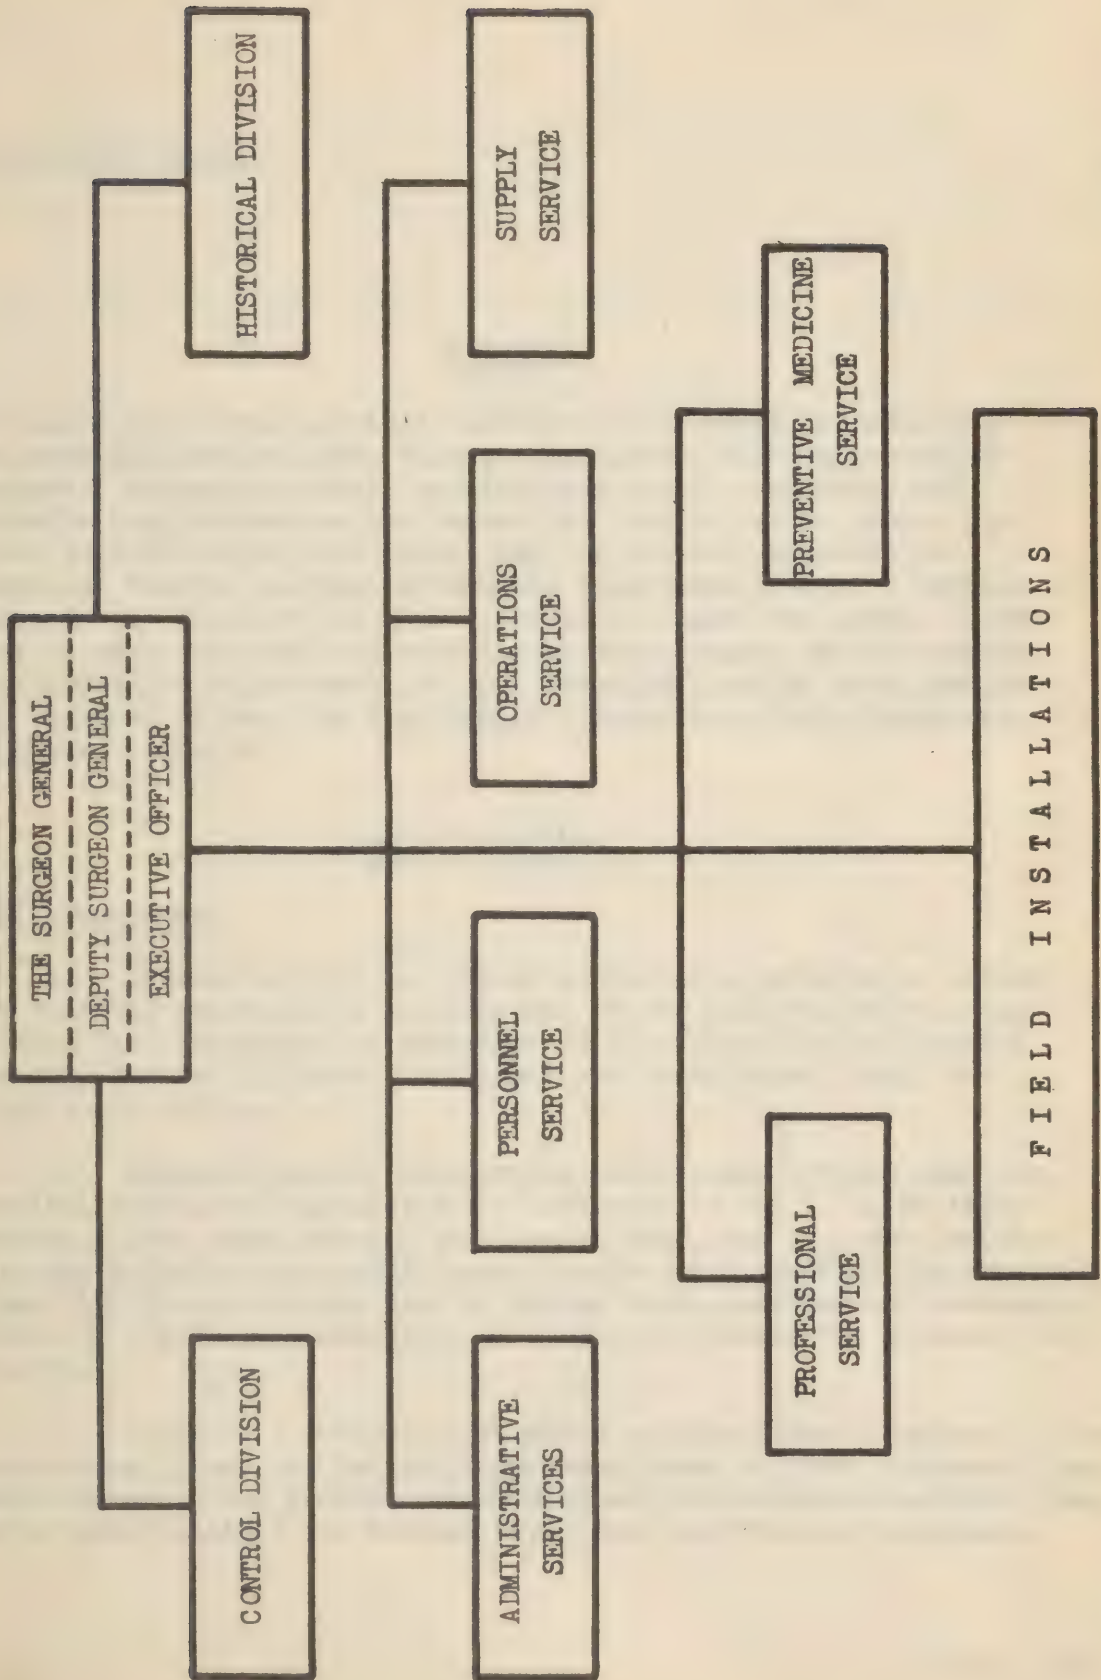 THE SURGEON GENERAL
DEPUTY SURGEON GENERAL
EXECUTIVE OFFICER
CONTROL DIVISION
HISTORICAL DIVISION
ADMINISTRATIVE
SERVICES
PERSONNEL
SERVICE
OPERATIONS
SERVICE
SUPPLY
SERVICE
PROFESSIONAL
SERVICE
PREVENTIVE MEDICINE
SERVICE
FIELD INSTALLATIONS